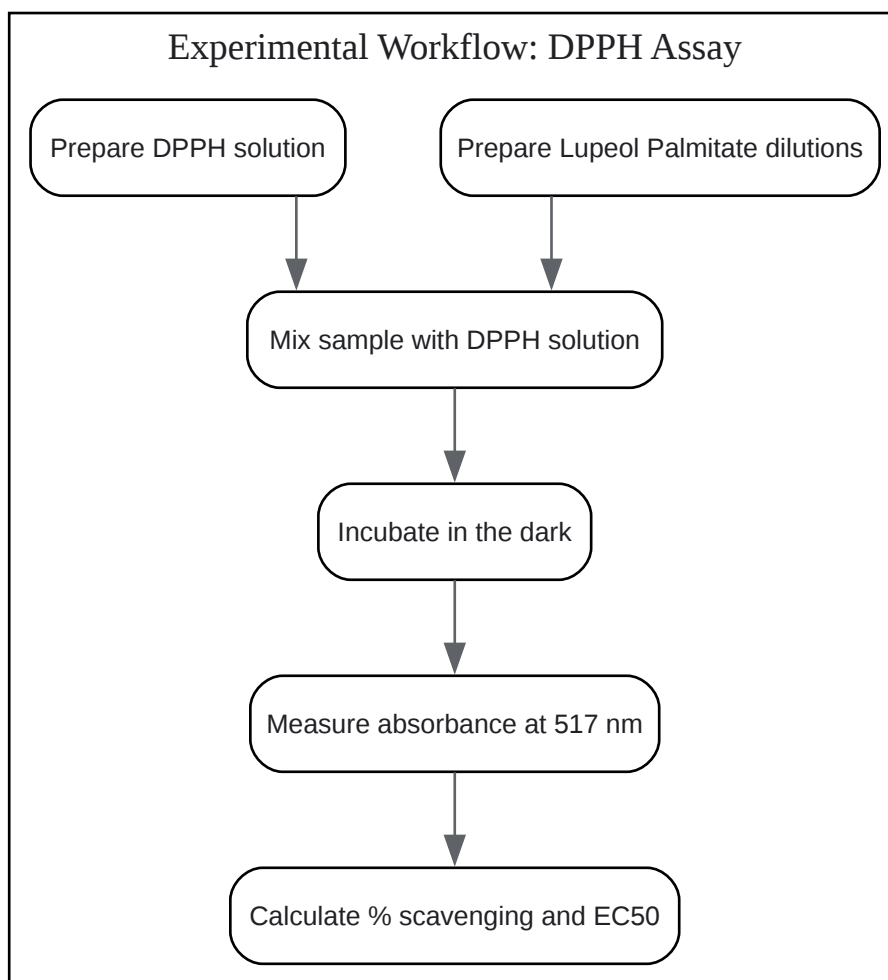 Experimental Workflow: DPPH Assay
Prepare DPPH solution
Prepare Lupeol Palmitate dilutions
Mix sample with DPPH solution
Incubate in the dark
Measure absorbance at 517 nm
Calculate % scavenging and EC50